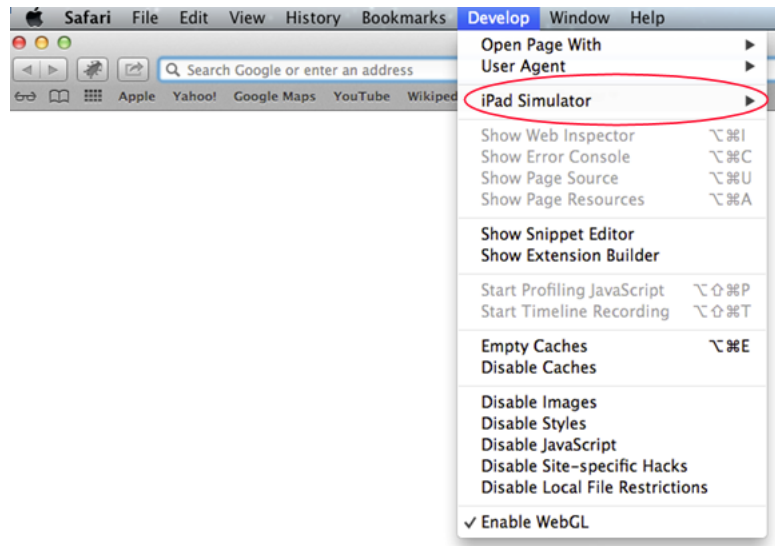 Safari File Edit View History Bookmarks Develop Window Help
Search Google or enter an address
Apple Yahoo! Google Maps YouTube Wikiped
Open Page With
User Agent
iPad Simulator
Show Web Inspector ⌥⌘I
Show Error Console ⌥⌘C
Show Page Source ⌥⌘U
Show Page Resources ⌥⌘A
Show Snippet Editor
Show Extension Builder
Start Profiling JavaScript ⌥⇧⌘P
Start Timeline Recording ⌥⇧⌘T
Empty Caches ⌥⌘E
Disable Caches
Disable Images
Disable Styles
Disable JavaScript
Disable Site-specific Hacks
Disable Local File Restrictions
✓ Enable WebGL